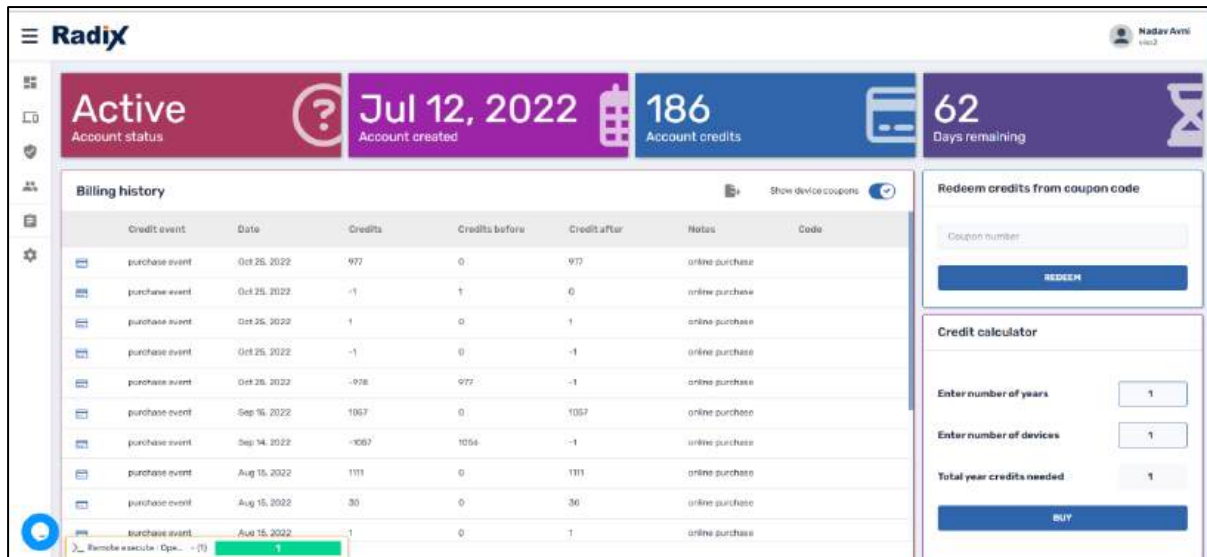 Radix
Nadav Avni
Active
Account status
Jul 12, 2022
Account created
186
Account credits
62
Days remaining
Billing history
Show device coupons
Credit event Date Credits Credits before Credit after Notes Code
purchase event Oct 25, 2022 977 0 977 online purchase
purchase event Oct 25, 2022 -1 1 0 online purchase
purchase event Oct 25, 2022 1 0 1 online purchase
purchase event Oct 25, 2022 -1 0 -1 online purchase
purchase event Oct 25, 2022 -978 977 -1 online purchase
purchase event Sep 1057 0 1057 online purchase
purchase event Sep 14, 2022 -1057 1056 -1 online purchase
purchase event Aug 15, 2022 1111 0 1111 online purchase
purchase event Aug 15, 2022 0 online purchase
purchase event Aug 15, 2022 1 0 1 online purchase
Redeem credits from coupon code
Coupon number
REDEEM
Credit calculator
Enter number of years 1
Enter number of devices 1
Total year credits needed 1
BUY
Remote execute : Ope... - (1) 1